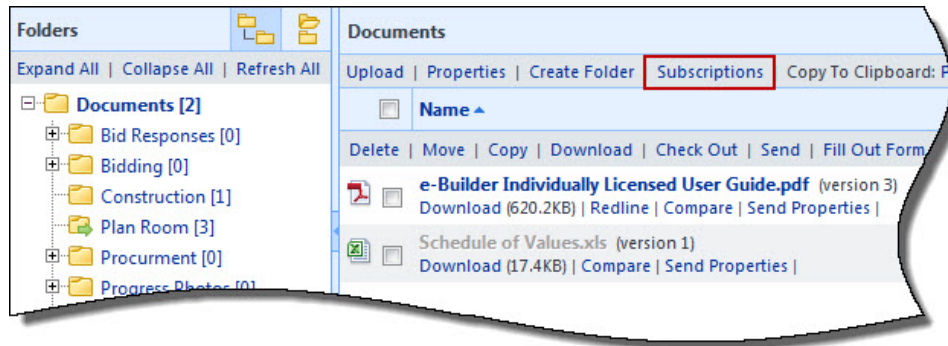 Folders
Expand All | Collapse All | Refresh All
Documents [2]
Bid Responses [0]
Bidding [0]
Construction [1]
Plan Room [3]
Procurment [0]
Progress Photos [0]
Documents
Upload | Properties | Create Folder | Subscriptions | Copy To Clipboard:
Name
Delete | Move | Copy | Download | Check Out | Send | Fill Out Form
e-Builder Individually Licensed User Guide.pdf (version 3)
Download (620.2KB) | Redline | Compare | Send Properties |
Schedule of Values.xls (version 1)
Download (17.4KB) | Compare | Send Properties |